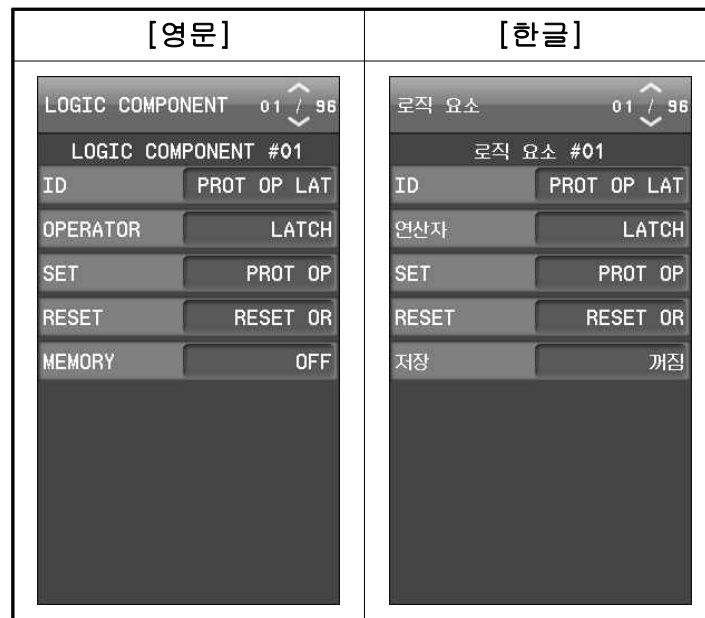 [영문]
[한글]
LOGIC COMPONENT 01 / 96
LOGIC COMPONENT #01
ID PROT OP LAT
OPERATOR LATCH
SET PROT OP
RESET RESET OR
MEMORY OFF
로직 요소 01 / 96
로직 요소 #01
ID PROT OP LAT
연산자 LATCH
SET PROT OP
RESET RESET OR
저장 꺼짐